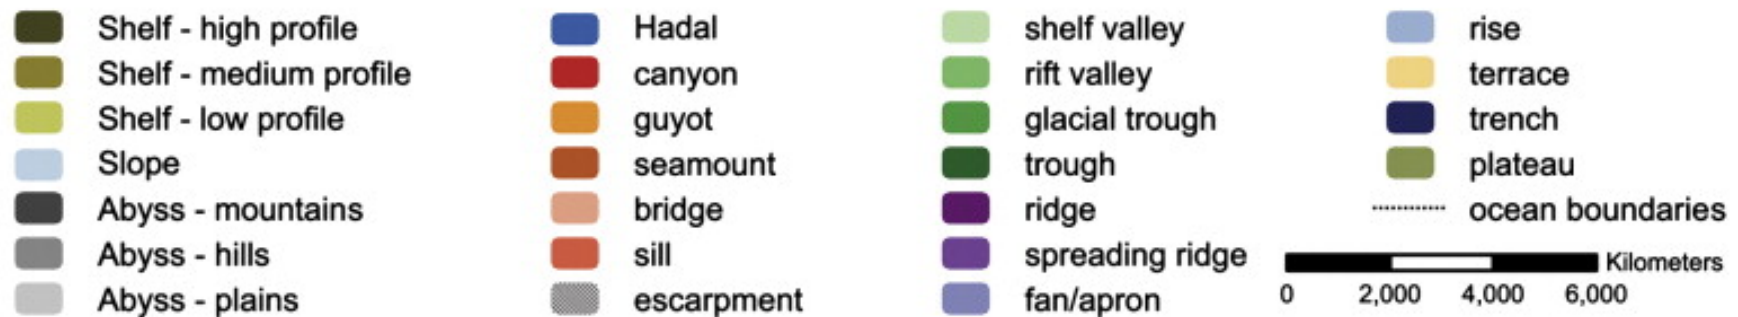 Shelf - high profile
Shelf - medium profile
Shelf - low profile
Slope
Abyss - mountains
Abyss - hills
Abyss - plains
Hadal
canyon
guyot
seamount
bridge
sill
escarpment
shelf valley
rift valley
glacial trough
trough
ridge
spreading ridge
fan/apron
rise
terrace
trench
plateau
ocean boundaries
Kilometers
0 2,000 4,000 6,000